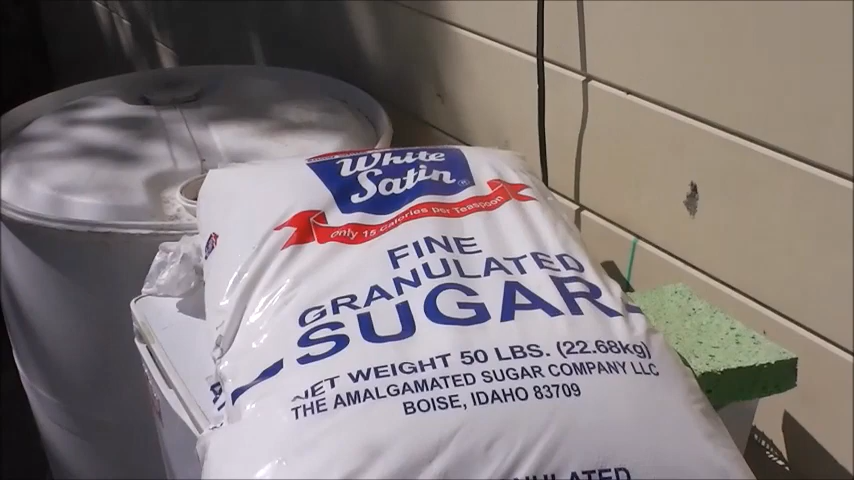 White
Satin
only 15 Calories per Teaspoon
FINE
GRANULATED
SUGAR
NET WEIGHT 50 LBS. (22.68kg)
THE AMALGAMATED SUGAR COMPANY LLC
BOISE, IDAHO 83709